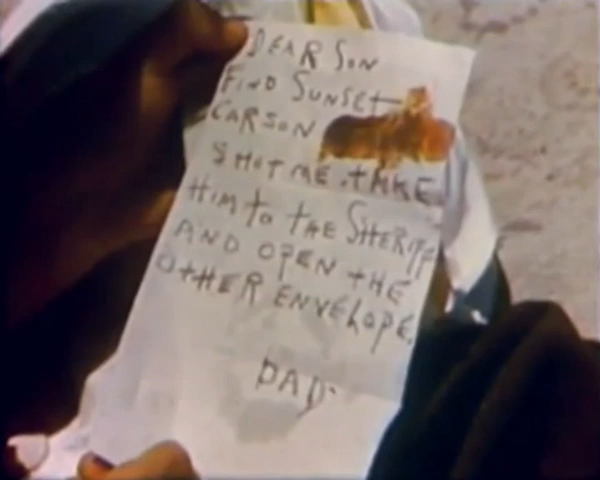 DEAR SON
FIND SUNSET
CARSON
SHOT ME. TAKE
HIM to tHE SHERIFF
AND OPEN tHE
OtHER ENVELOPE.
DAD.